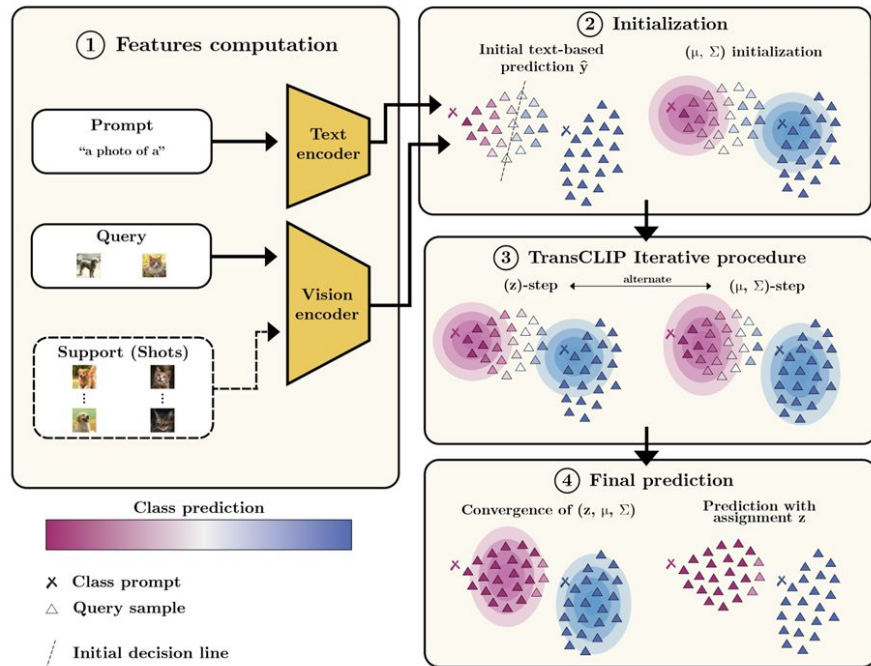 1 Features computation
Prompt
“a photo of a”
Text
encoder
Query
Vision
encoder
Support (Shots)
Class prediction
Class prompt
Query sample
Initial decision line
2 Initialization
Initial text-based
prediction ŷ
(μ, Σ) initialization
3 TransCLIP Iterative procedure
(z)-step
alternate
(μ, Σ)-step
4 Final prediction
Convergence of (z, μ, Σ)
Prediction with
assignment z